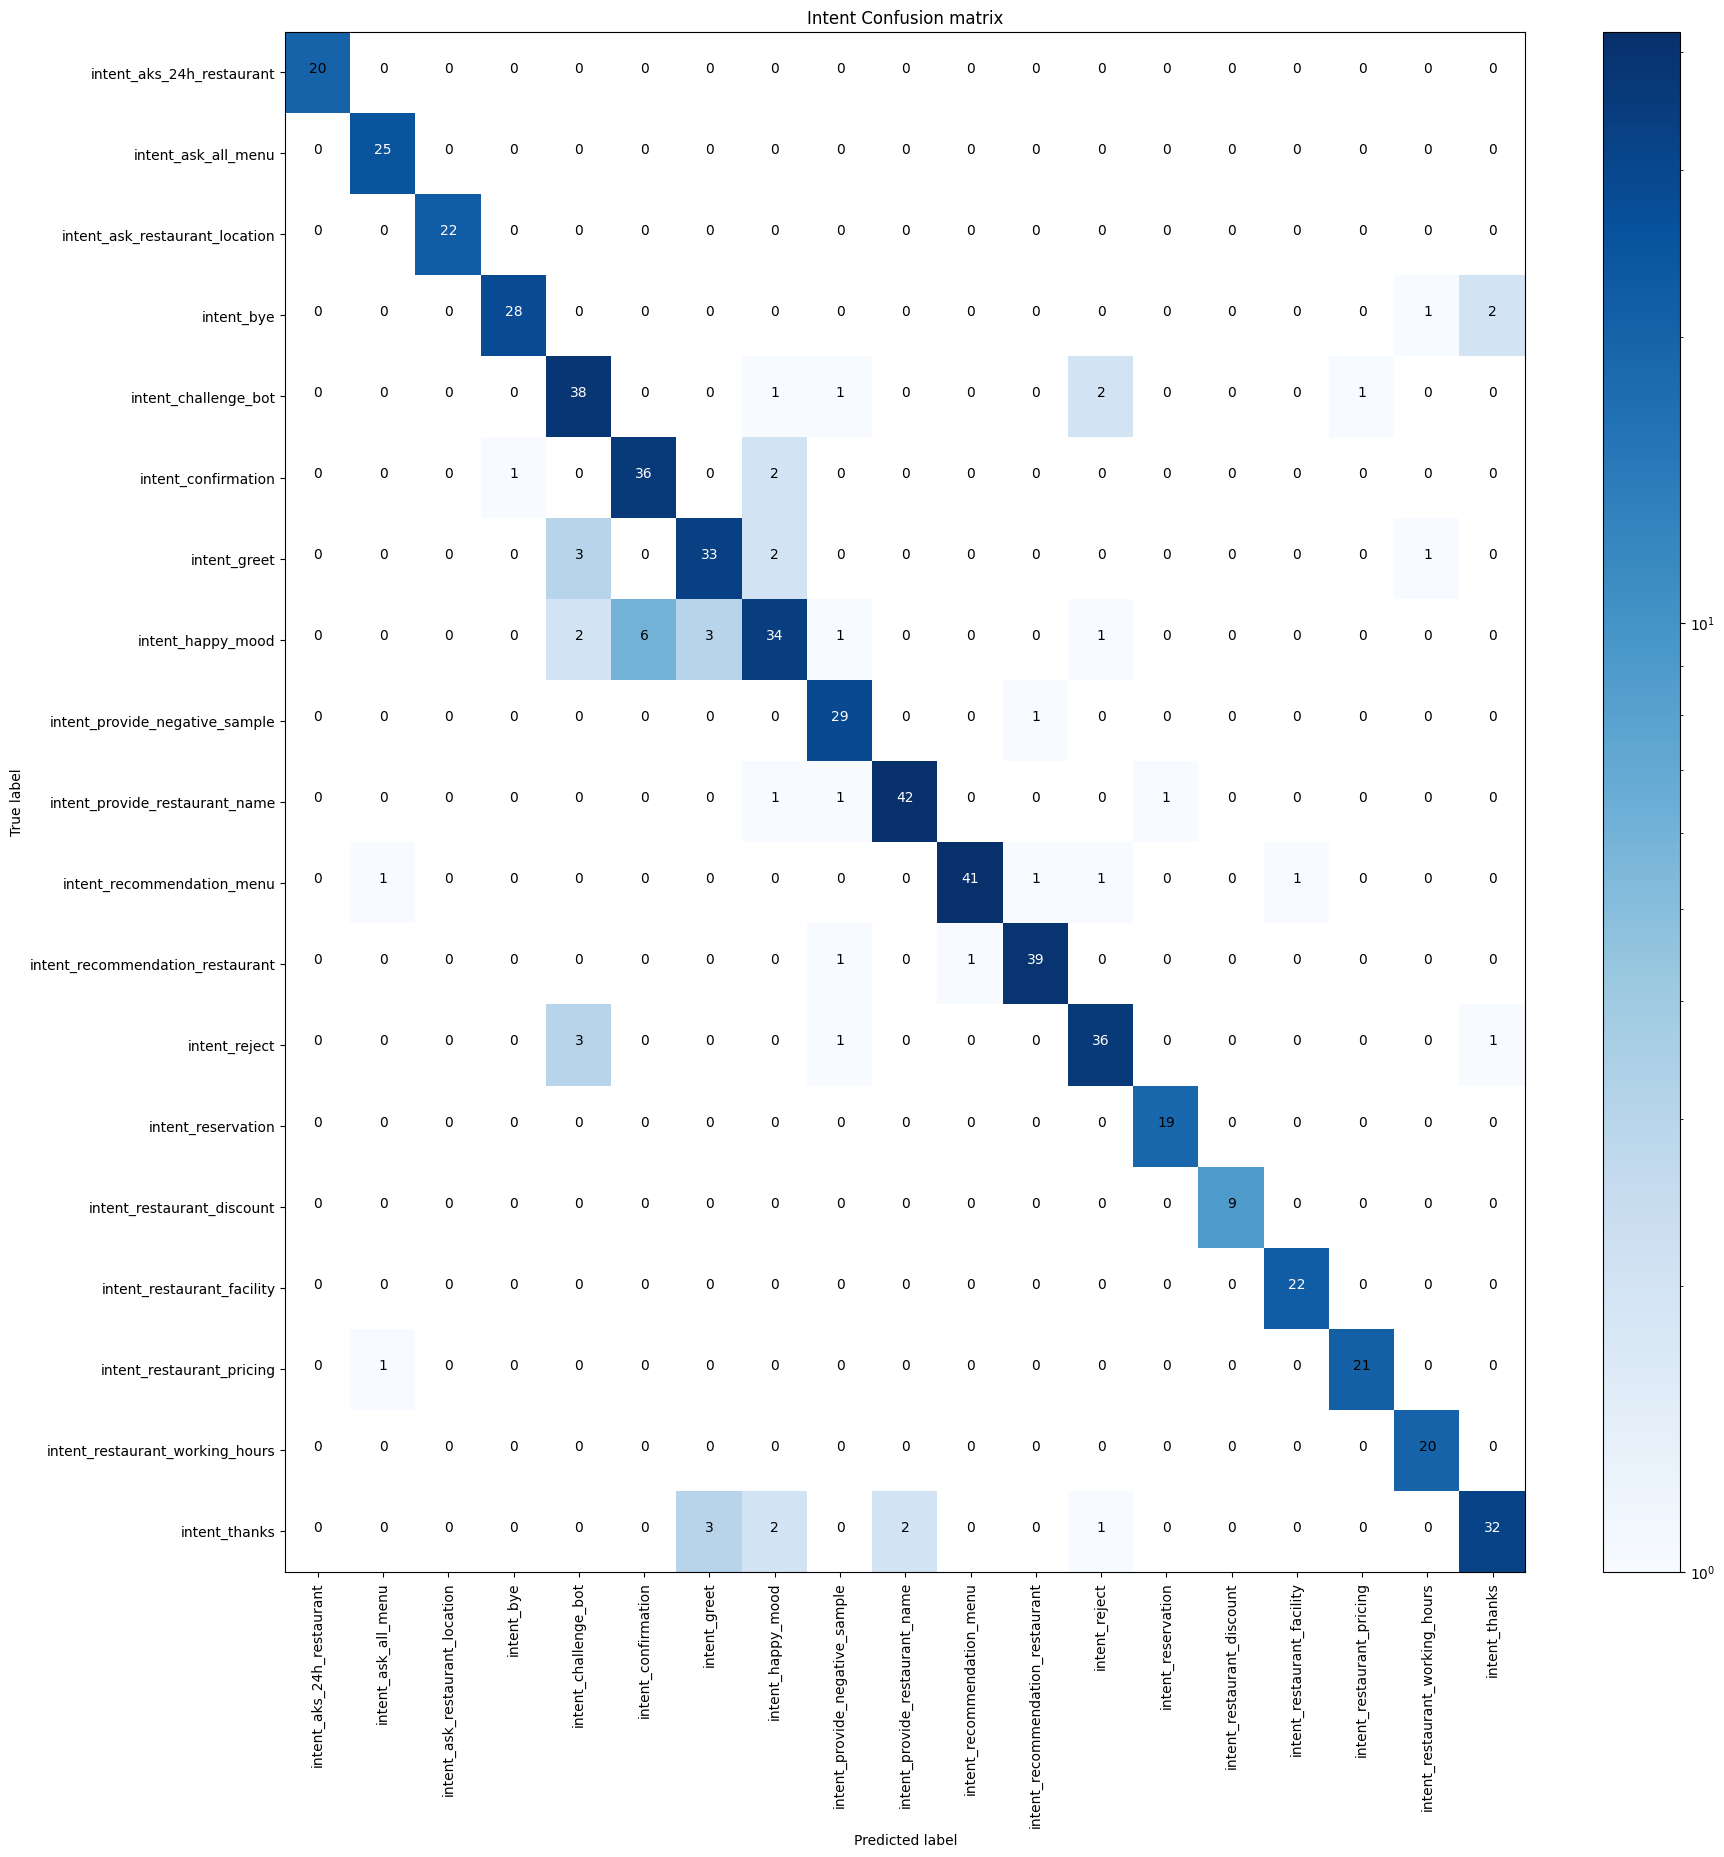 Intent Confusion matrix
intent_aks_24h_restaurant 20 0 0 0 0 0 0 0 0 0 0 0 0 0 0 0 0 0 0
intent_ask_all_menu 0 25 0 0 0 0 0 0 0 0 0 0 0 0 0 0 0 0 0
intent_ask_restaurant_location 0 0 22 0 0 0 0 0 0 0 0 0 0 0 0 0 0 0 0
intent_bye 0 0 0 28 0 0 0 0 0 0 0 0 0 0 0 0 0 1 2
intent_challenge_bot 0 0 0 0 38 0 0 1 1 0 0 0 2 0 0 0 1 0 0
intent_confirmation 0 0 0 1 0 36 0 2 0 0 0 0 0 0 0 0 0 0 0
intent_greet 0 0 0 0 3 0 33 2 0 0 0 0 0 0 0 0 0 1 0
intent_happy_mood 0 0 0 0 2 6 3 34 1 0 0 0 1 0 0 0 0 0 0
intent_provide_negative_sample 0 0 0 0 0 0 0 0 29 0 0 1 0 0 0 0 0 0 0
intent_provide_restaurant_name 0 0 0 0 0 0 0 1 1 42 0 0 0 1 0 0 0 0 0
intent_recommendation_menu 0 1 0 0 0 0 0 0 0 0 41 1 1 0 0 1 0 0 0
intent_recommendation_restaurant 0 0 0 0 0 0 0 0 1 0 1 39 0 0 0 0 0 0 0
intent_reject 0 0 0 0 3 0 0 0 1 0 0 0 36 0 0 0 0 0 1
intent_reservation 0 0 0 0 0 0 0 0 0 0 0 0 0 19 0 0 0 0 0
intent_restaurant_discount 0 0 0 0 0 0 0 0 0 0 0 0 0 0 9 0 0 0 0
intent_restaurant_facility 0 0 0 0 0 0 0 0 0 0 0 0 0 0 0 22 0 0 0
intent_restaurant_pricing 0 1 0 0 0 0 0 0 0 0 0 0 0 0 0 0 21 0 0
intent_restaurant_working_hours 0 0 0 0 0 0 0 0 0 0 0 0 0 0 0 0 0 20 0
intent_thanks 0 0 0 0 0 0 3 2 0 2 0 0 1 0 0 0 0 0 32
True label
intent_aks_24h_restaurant
intent_ask_all_menu
intent_ask_restaurant_location
intent_bye
intent_challenge_bot
intent_confirmation
intent_greet
intent_happy_mood
intent_provide_negative_sample
intent_provide_restaurant_name
intent_recommendation_menu
intent_recommendation_restaurant
intent_reject
intent_reservation
intent_restaurant_discount
intent_restaurant_facility
intent_restaurant_pricing
intent_restaurant_working_hours
intent_thanks
Predicted label
10¹
10⁰